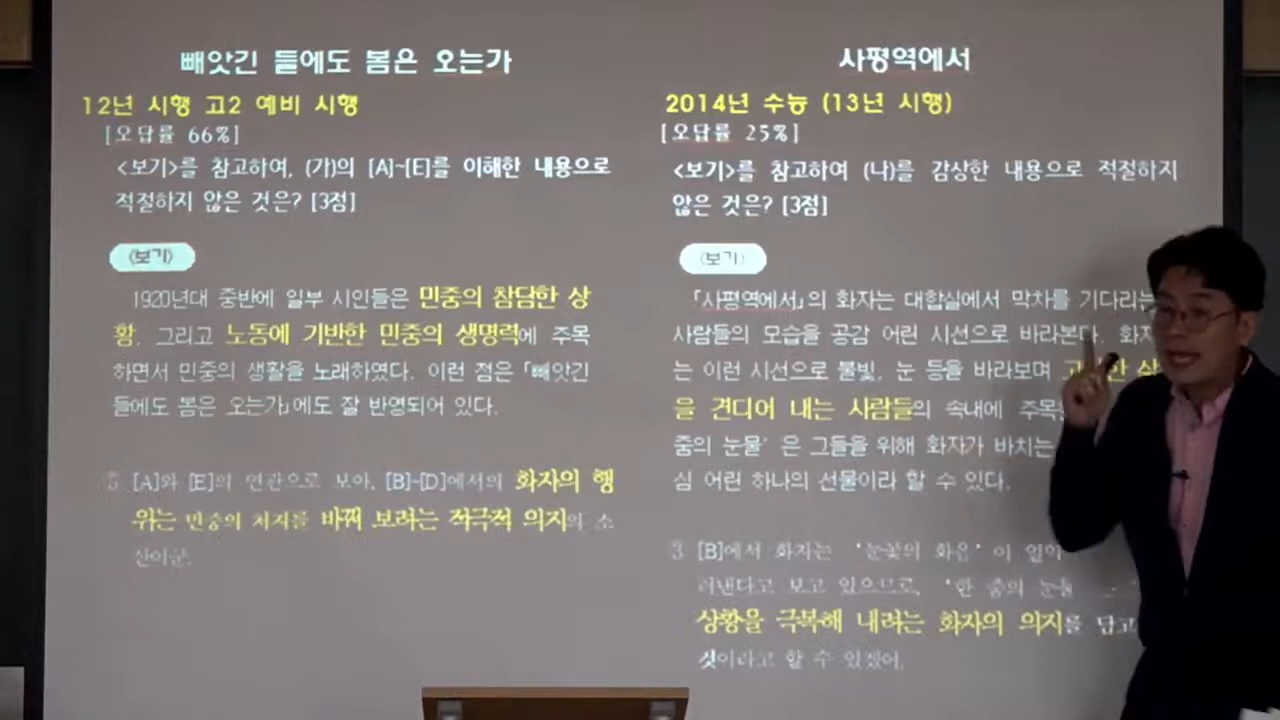 빼앗긴 들에도 봄은 오는가
12년 시행 고2 예비 시행
[오답률 66%]
<보기>를 참고하여, (가)의 [A]~[E]를 이해한 내용으로
적절하지 않은 것은? [3점]
<보기>
1920년대 중반에 일부 시인들은 민중의 참담한 상
황, 그리고 노동에 기반한 민중의 생명력에 주목
하면서 민중의 생활을 노래하였다. 이런 점은 「빼앗긴
들에도 봄은 오는가」에도 잘 반영되어 있다.
5 [A]와 [E]의 연관으로 보아, [B]~[D]에서의 화자의 행
위는 민중의 처지를 바꿔 보려는 적극적 의지의 소
산이군.
사평역에서
2014년 수능 (13년 시행)
[오답률 25%]
<보기>를 참고하여 (나)를 감상한 내용으로 적절하지
않은 것은? [3점]
<보기>
「사평역에서」의 화자는 대합실에서 막차를 기다리는
사람들의 모습을 공감 어린 시선으로 바라본다. 화자
는 이런 시선으로 불빛, 눈 등을 바라보며
을 견디어 내는 사람들의 속내에 주목
줌의 눈물' 은 그들을 위해 화자가 바치는
심 어린 하나의 선물이라 할 수 있다.
3 [B]에서 화자는 '눈꽃의 화음' 이
러낸다고 보고 있으므로, '한 줌의 눈물
상황을 극복해 내려는 화자의 의지를 담고
것이라고 할 수 있겠어.